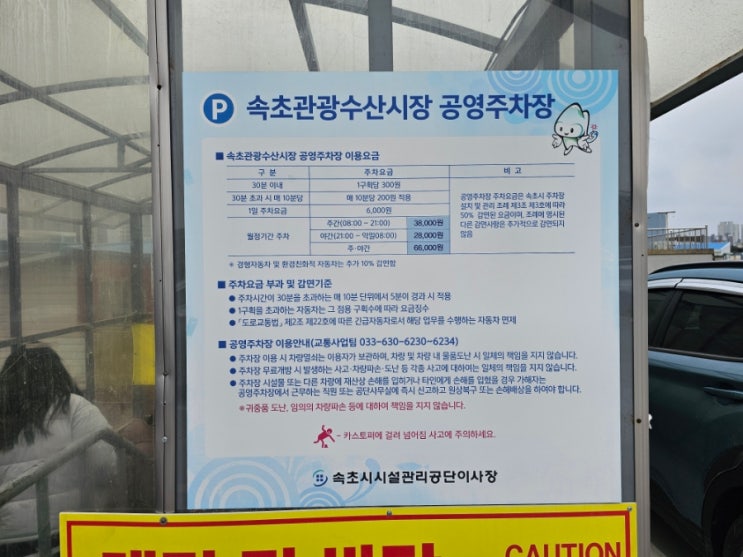 P 속초관광수산시장 공영주차장
■ 속초관광수산시장 공영주차장 이용요금
구 분 주차요금 비 고
30분 이내 1구획당 300원
30분 초과 시 매 10분당 매 10분당 200원 적용
1일 주차요금 6,000원
월정기간 주차 주간(08:00 ~ 21:00) 38,000원
야간(21:00 ~ 익일08:00) 28,000원
주·야간 66,000원
공영주차장 주차요금은 속초시 주차장
설치 및 관리 조례 제3조 제3호에 따라
50% 감면된 요금이며, 조례에 명시된
다른 감면사항은 추가적으로 감면되지
않음
* 경형자동차 및 환경친화적 자동차는 추가 10% 감면함
■ 주차요금 부과 및 감면기준
● 주차시간이 30분을 초과하는 매 10분 단위에서 5분이 경과 시 적용
● 1구획을 초과하는 자동차는 그 점용 구획수에 따라 요금징수
● 「도로교통법」 제2조 제22호에 따른 긴급자동차로서 해당 업무를 수행하는 자동차 면제
■ 공영주차장 이용안내(교통사업팀 033-630-6230~6234)
● 주차장 이용 시 차량열쇠는 이용자가 보관하며, 차량 및 차량 내 물품도난 시 일체의 책임을 지지 않습니다.
● 주차장 무료개방 시 발생하는 사고·차량파손·도난 등 각종 사고에 대하여는 일체의 책임을 지지 않습니다.
● 주차장 시설물 또는 다른 차량에 재산상 손해를 입히거나 타인에게 손해를 입혔을 경우 가해자는
공영주차장에서 근무하는 직원 또는 공단사무실에 즉시 신고하고 원상복구 또는 손해배상을 하여야 합니다.
※귀중품 도난, 임의의 차량파손 등에 대하여 책임을 지지 않습니다.
- 카스토퍼에 걸려 넘어짐 사고에 주의하세요.
속초시시설관리공단이사장
CAUTION